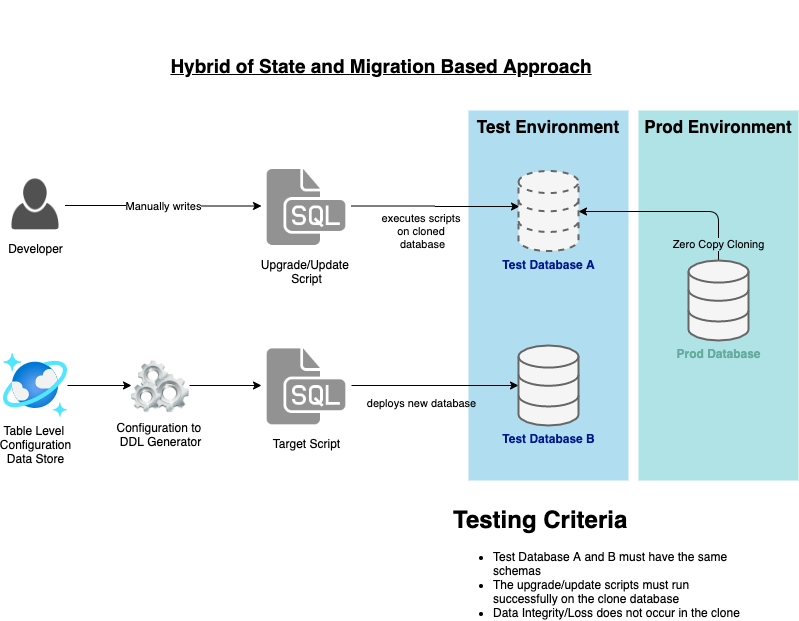 Hybrid of State and Migration Based Approach
Test Environment
Prod Environment
Manually writes
SQL
executes scripts
on cloned
database
Zero Copy Cloning
Developer
Upgrade/Update
Script
Test Database A
Prod Database
SQL
deploys new database
Table Level
Configuration
Data Store
Configuration to
DDL Generator
Target Script
Test Database B
Testing Criteria
• Test Database A and B must have the same
schemas
• The upgrade/update scripts must run
successfully on the clone database
• Data Integrity/Loss does not occur in the clone